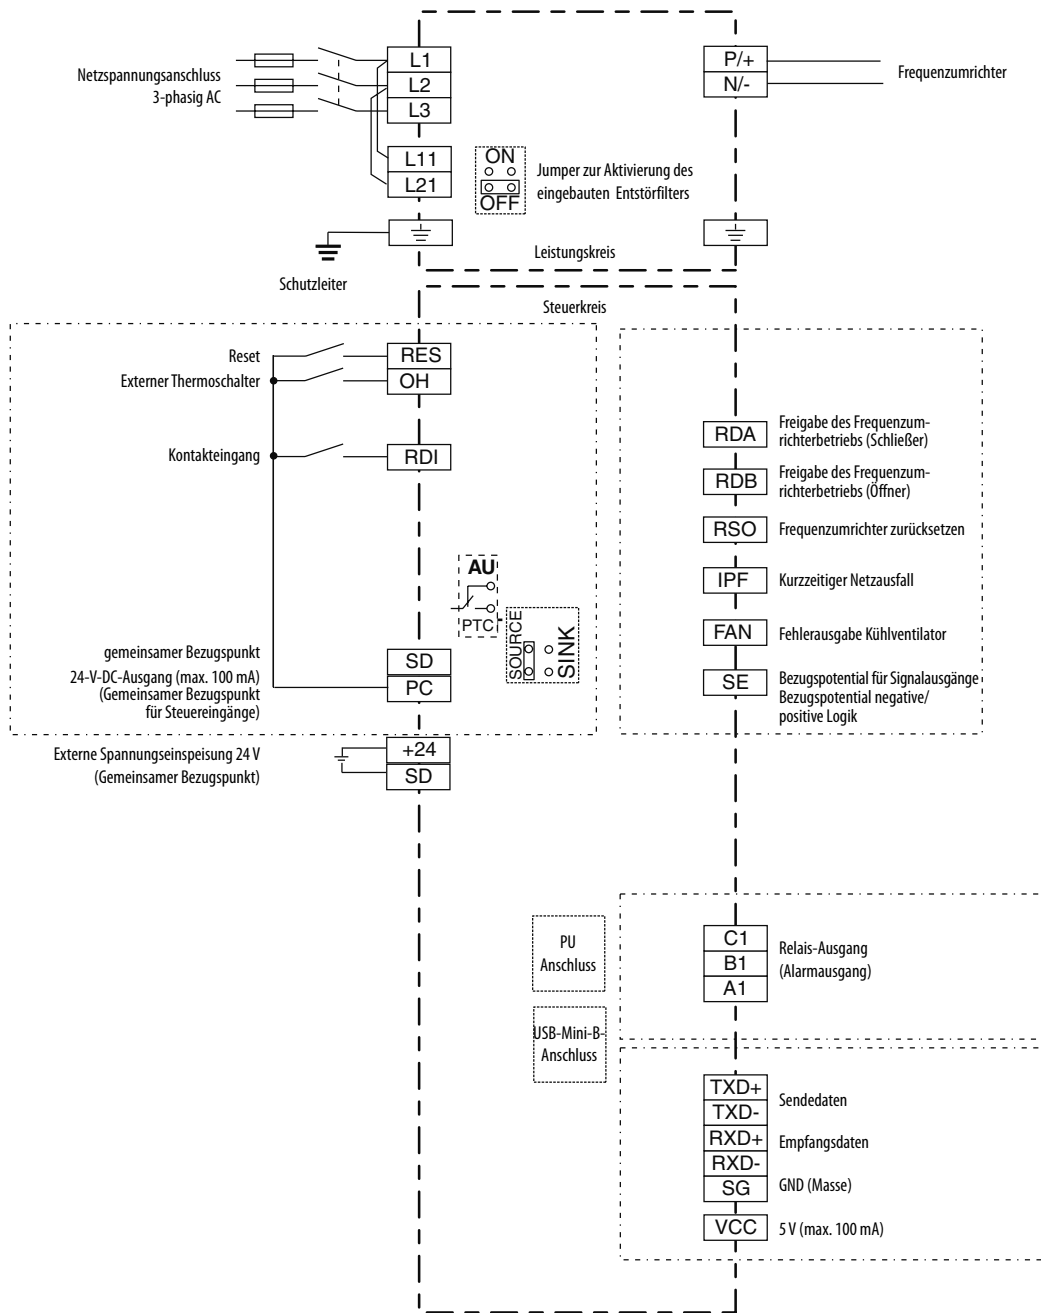 Netzspannungsanschluss
3-phasig AC
L1
L2
L3
L11
L21
P/+
N/-
Frequenzumrichter
ON
OFF
Jumper zur Aktivierung des
eingebauten Entstörfilters
Schutzleiter
Leistungskreis
Steuerkreis
Reset
RES
Externer Thermoschalter
OH
Kontakteingang
RDI
AU
PTC
SOURCE
SINK
gemeinsamer Bezugspunkt
SD
24-V-DC-Ausgang (max. 100 mA)
(Gemeinsamer Bezugspunkt
für Steuereingänge)
PC
Externe Spannungseinspeisung 24 V
(Gemeinsamer Bezugspunkt)
+24
SD
RDA
Freigabe des Frequenzum-
richterbetriebs (Schließer)
RDB
Freigabe des Frequenzum-
richterbetriebs (Öffner)
RSO
Frequenzumrichter zurücksetzen
IPF
Kurzzeitiger Netzausfall
FAN
Fehlerausgabe Kühlventilator
SE
Bezugspotential für Signalausgänge
Bezugspotential negative/
positive Logik
PU
Anschluss
USB-Mini-B-
Anschluss
C1
B1
A1
Relais-Ausgang
(Alarmausgang)
TXD+
TXD-
Sendedaten
RXD+
RXD-
Empfangsdaten
SG
GND (Masse)
VCC
5 V (max. 100 mA)